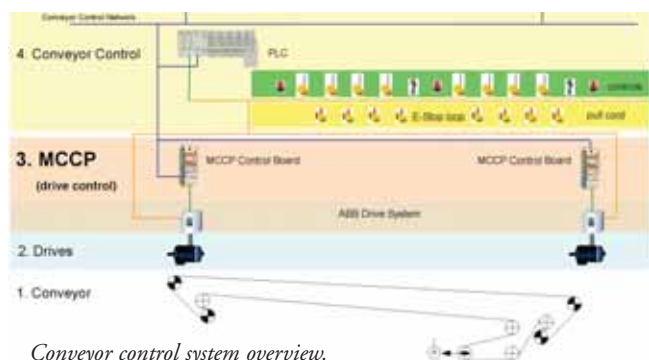 Conveyor Control Network
4. Conveyor Control
PLC
controls
E-Stop loop
pull cord
3. MCCP
(drive control)
MCCP Control Board
MCCP Control Board
ABB Drive System
2. Drives
1. Conveyor
Conveyor control system overview.